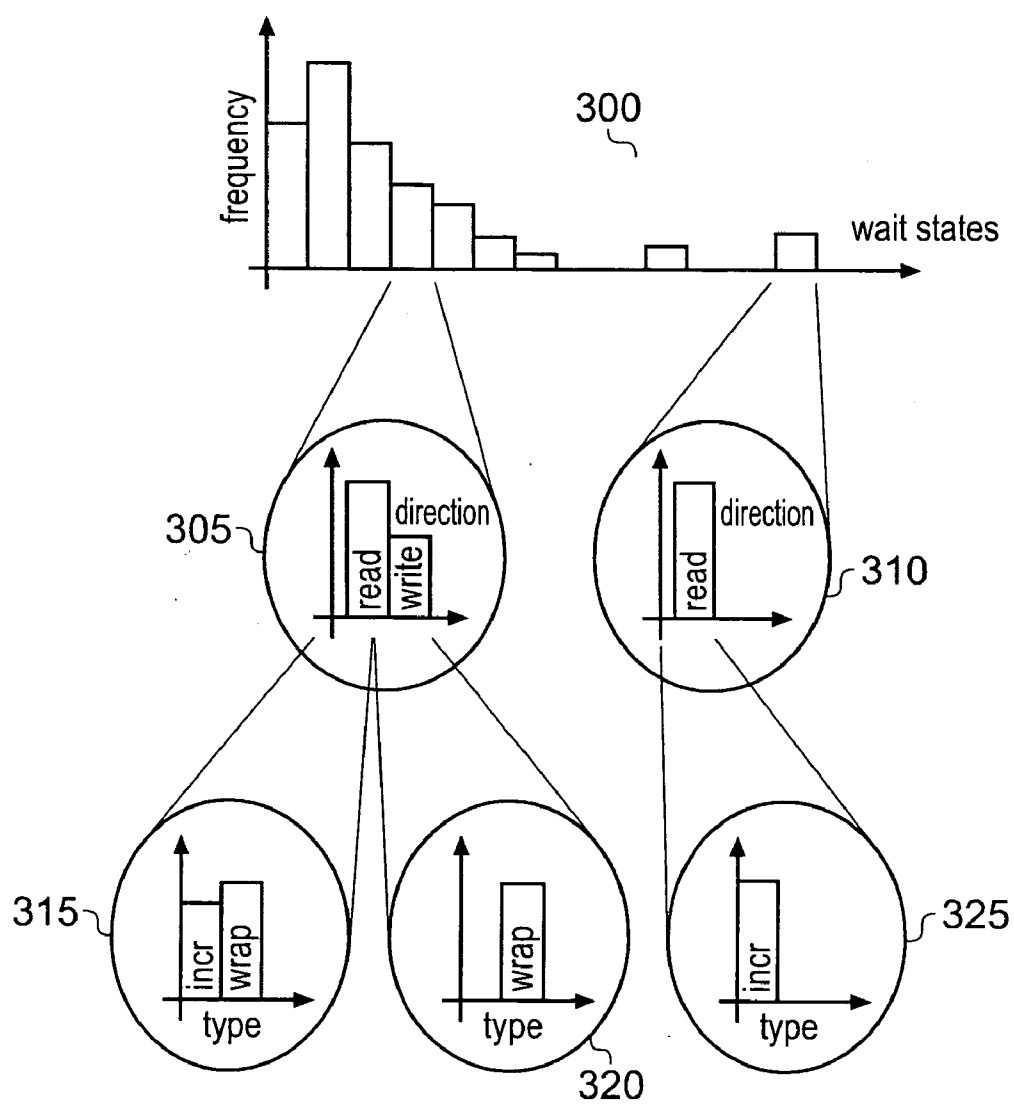 300
frequency
wait states
305
direction
read
write
direction
read
310
315
incr
wrap
type
wrap
type
320
incr
type
325